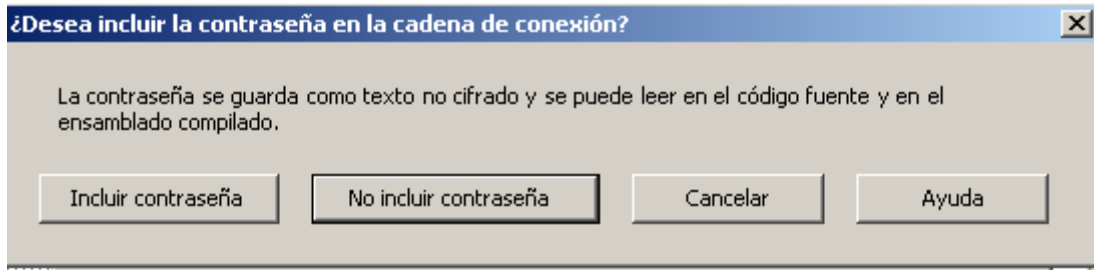 ¿Desea incluir la contraseña en la cadena de conexión?
La contraseña se guarda como texto no cifrado y se puede leer en el código fuente y en el
ensamblado compilado.
Incluir contraseña No incluir contraseña Cancelar Ayuda